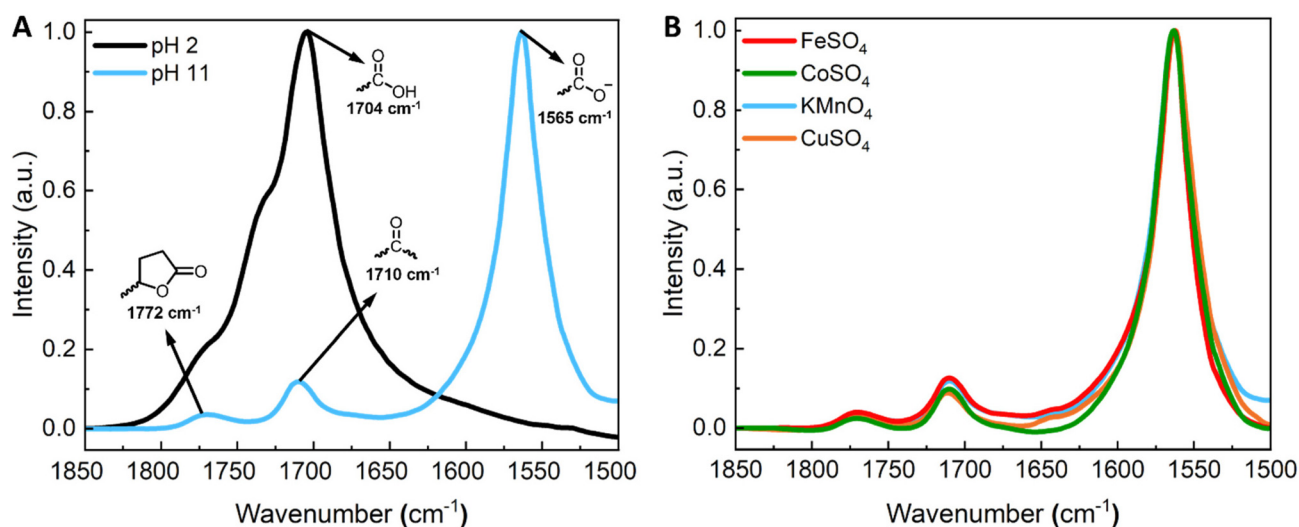 A
pH 2
pH 11
O
OH
1704 cm⁻¹
O
O⁻
1565 cm⁻¹
O
1710 cm⁻¹
O
O
1772 cm⁻¹
Intensity (a.u.)
1.0
0.8
0.6
0.4
0.2
0.0
1850 1800 1750 1700 1650 1600 1550 1500
Wavenumber (cm⁻¹)
B
FeSO₄
CoSO₄
KMnO₄
CuSO₄
Intensity (a.u.)
1.0
0.8
0.6
0.4
0.2
0.0
1850 1800 1750 1700 1650 1600 1550 1500
Wavenumber (cm⁻¹)